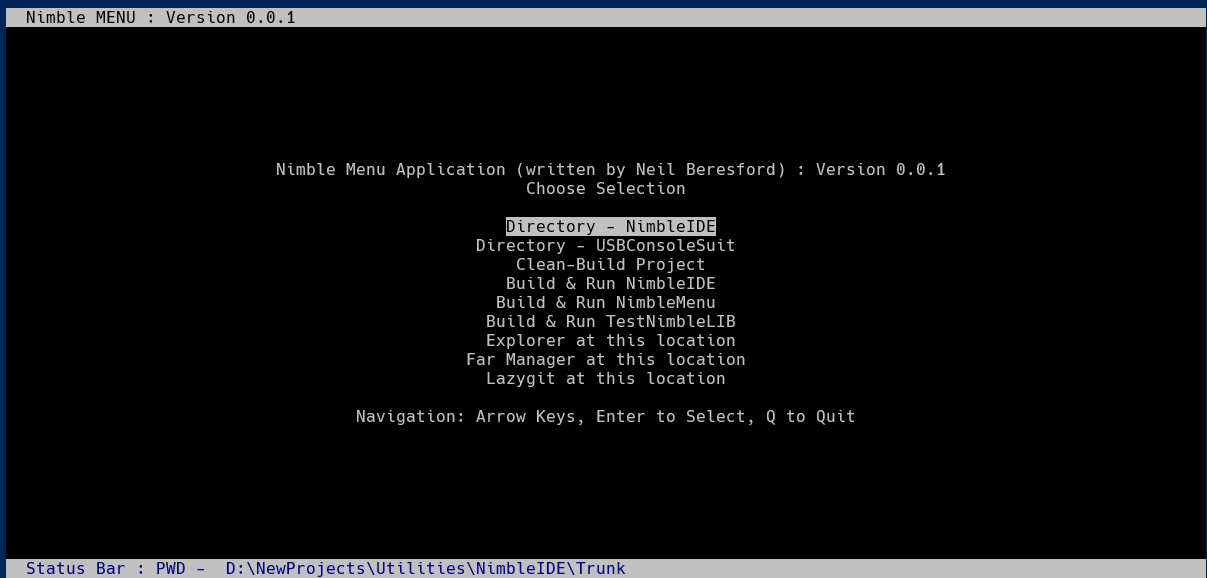 Nimble MENU : Version 0.0.1
Nimble Menu Application (written by Neil Beresford) : Version 0.0.1
Choose Selection
Directory - NimbleIDE
Directory - USBConsoleSuit
Clean-Build Project
Build & Run NimbleIDE
Build & Run NimbleMenu
Build & Run TestNimbleLIB
Explorer at this location
Far Manager at this location
Lazygit at this location
Navigation: Arrow Keys, Enter to Select, Q to Quit
Status Bar : PWD -  D:\NewProjects\Utilities\NimbleIDE\Trunk